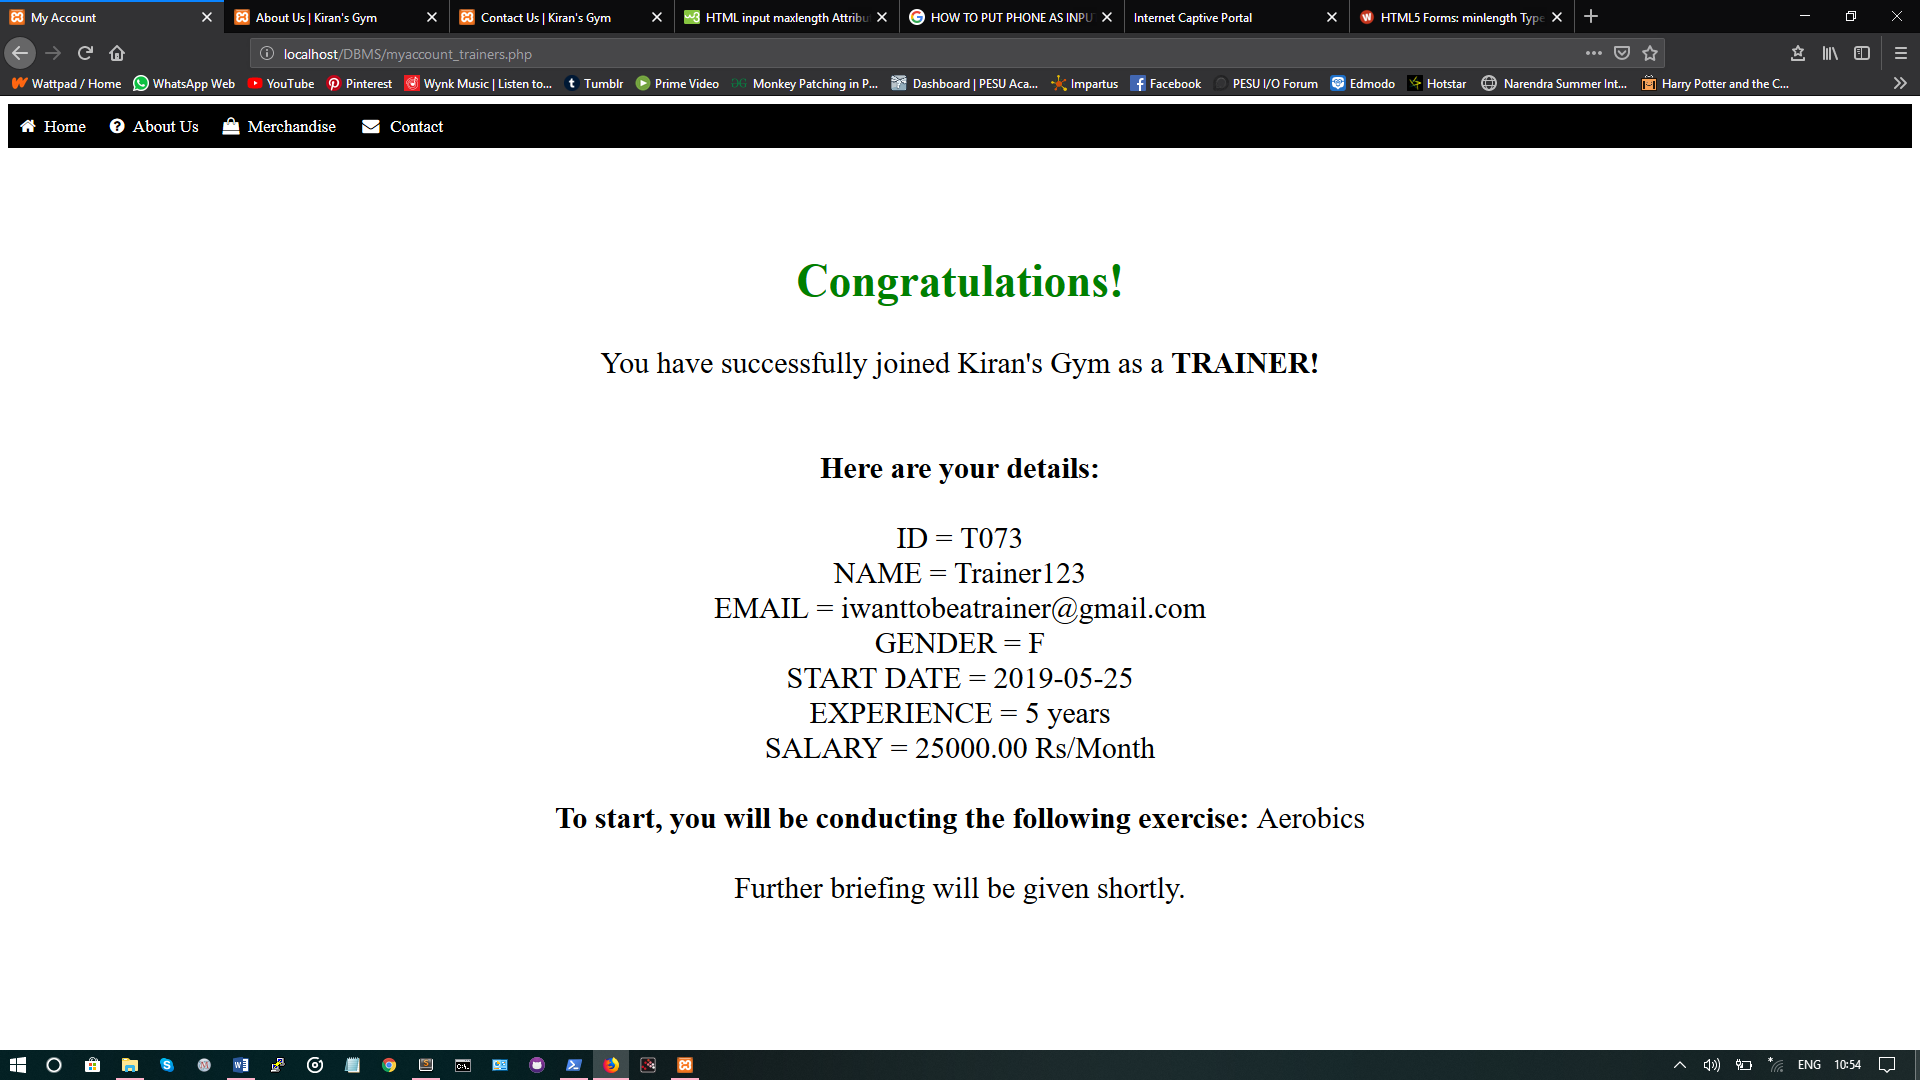 My Account
About Us | Kiran's Gym
Contact Us | Kiran's Gym
HTML input maxlength Attribu
HOW TO PUT PHONE AS INPU
Internet Captive Portal
HTML5 Forms: minlength Type
localhost/DBMS/myaccount_trainers.php
Wattpad / Home
WhatsApp Web
YouTube
Pinterest
Wynk Music | Listen to...
Tumblr
Prime Video
Monkey Patching in P...
Dashboard | PESU Aca...
Impartus
Facebook
PESU I/O Forum
Edmodo
Hotstar
Narendra Summer Int...
Harry Potter and the C...
Home
About Us
Merchandise
Contact
Congratulations!
You have successfully joined Kiran's Gym as a TRAINER!
Here are your details:
ID = T073
NAME = Trainer123
EMAIL = iwanttobeatrainer@gmail.com
GENDER = F
START DATE = 2019-05-25
EXPERIENCE = 5 years
SALARY = 25000.00 Rs/Month
To start, you will be conducting the following exercise: Aerobics
Further briefing will be given shortly.
ENG
10:54